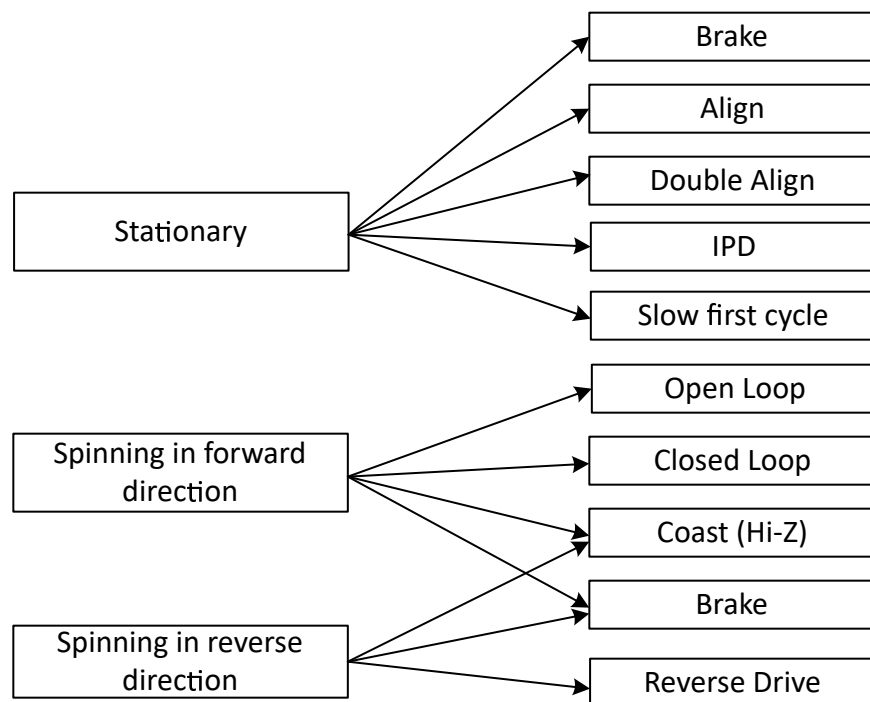 Brake
Align
Double Align
Stationary
IPD
Slow first cycle
Open Loop
Spinning in forward
direction
Closed Loop
Coast (Hi-Z)
Brake
Spinning in reverse
direction
Reverse Drive